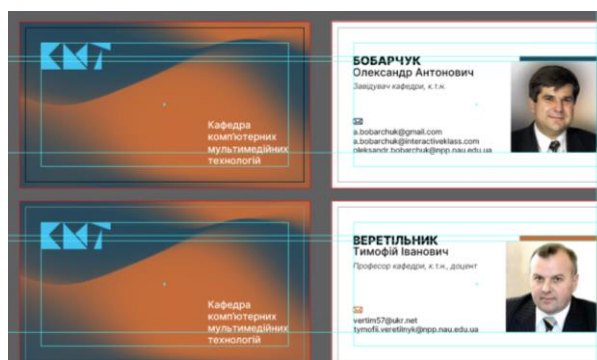 КМТ
Кафедра
комп'ютерних
мультимедійних
технологій
БОБАРЧУК
Олександр Антонович
Завідувач кафедри, к.т.н.
a.bobarchuk@gmail.com
a.bobarchuk@interactiveklass.com
oleksandr.bobarchuk@npp.nau.edu.ua
КМТ
Кафедра
комп'ютерних
мультимедійних
технологій
ВЕРЕТІЛЬНИК
Тимофій Іванович
Професор кафедри, к.т.н., доцент
vertim57@ukr.net
tymofii.veretilnyk@npp.nau.edu.ua